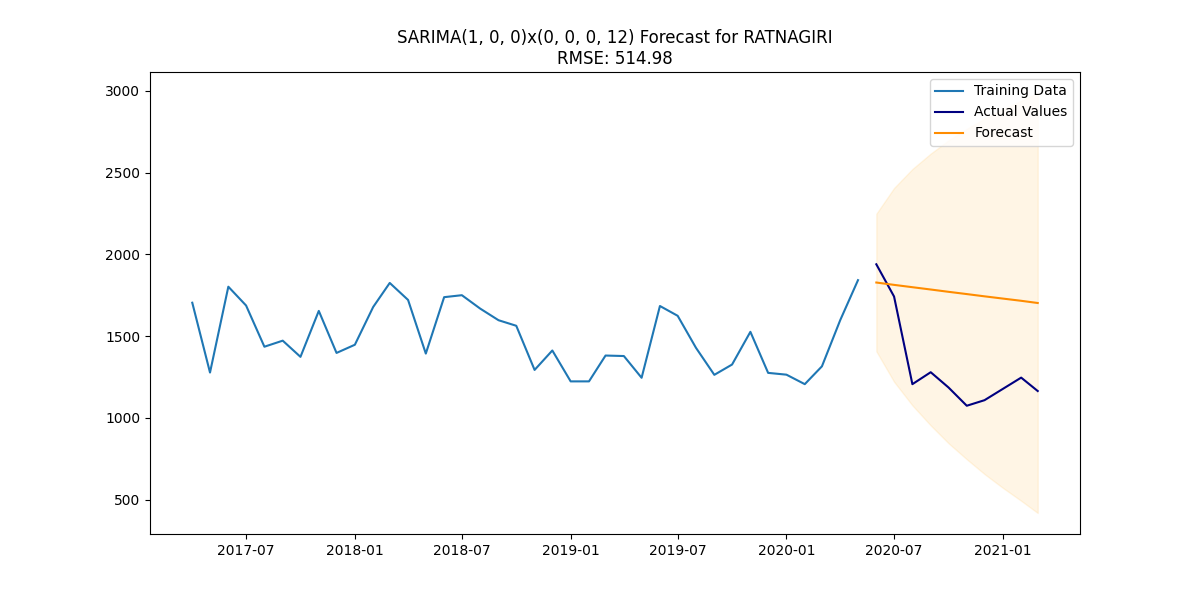 SARIMA(1, 0, 0)x(0, 0, 0, 12) Forecast for RATNAGIRI
RMSE: 514.98
Training Data
Actual Values
Forecast
3000
2500
2000
1500
1000
500
2017-07
2018-01
2018-07
2019-01
2019-07
2020-01
2020-07
2021-01